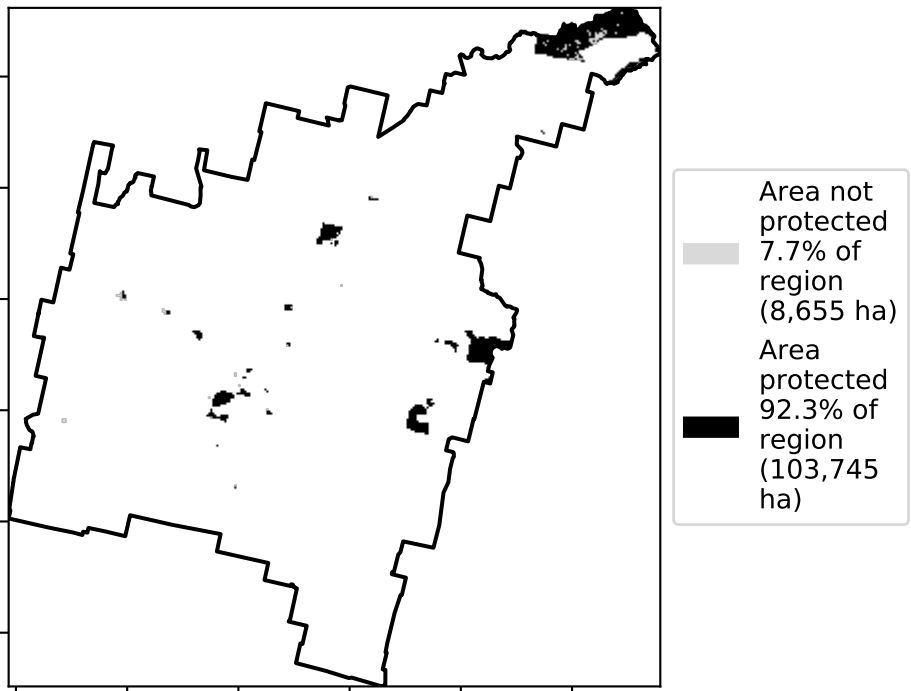 Area not
protected
7.7% of
region
(8,655 ha)
Area
protected
92.3% of
region
(103,745
ha)